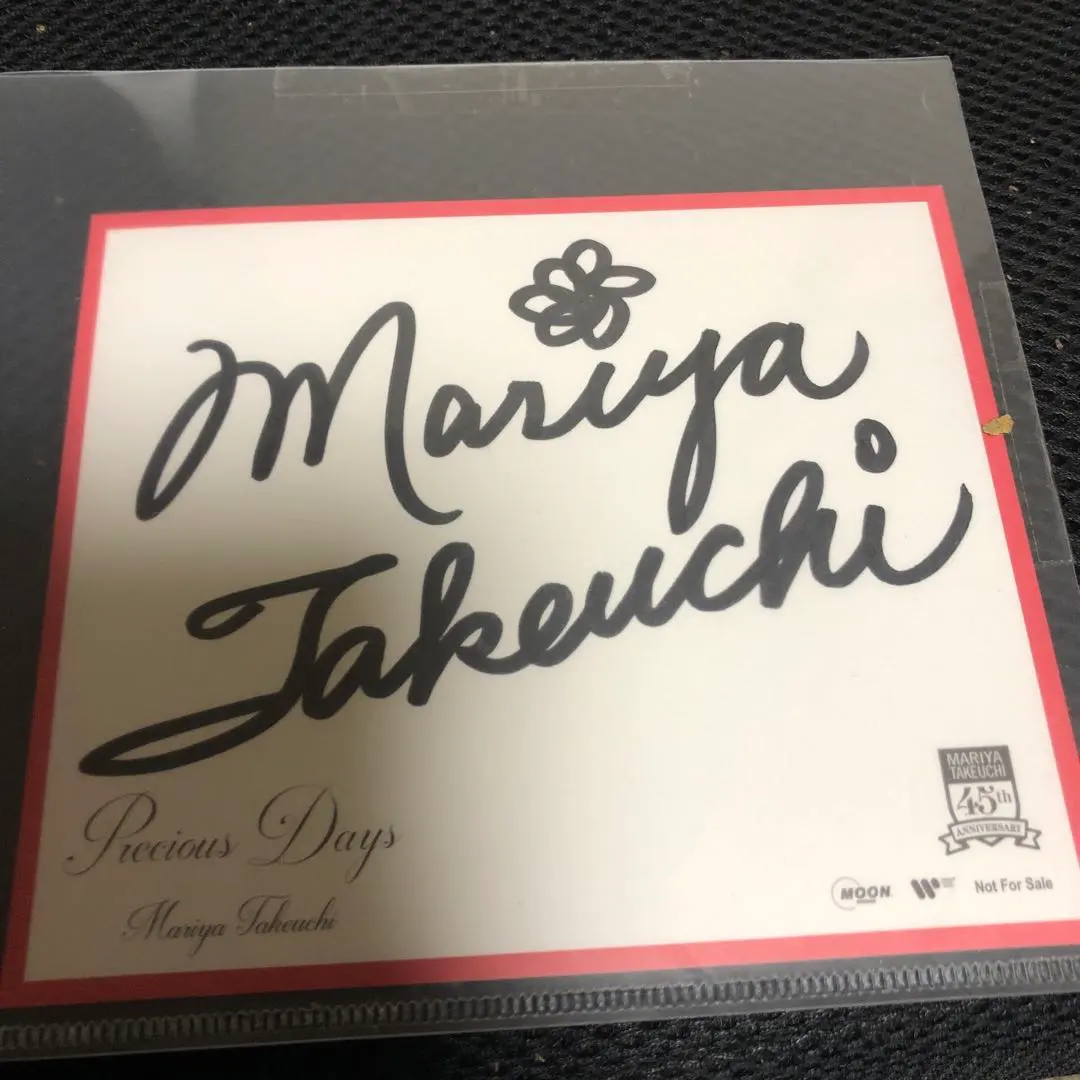 Mariya
Takeuchi
Precious Days
Mariya Takeuchi
MARIYA
TAKEUCHI
45th
ANNIVERSARY
MOON
Not For Sale